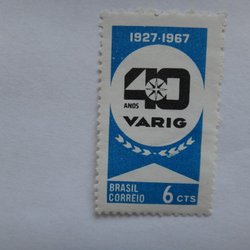 1927-1967
40
ANOS
VARIG
BRASIL
CORREIO 6 CTS